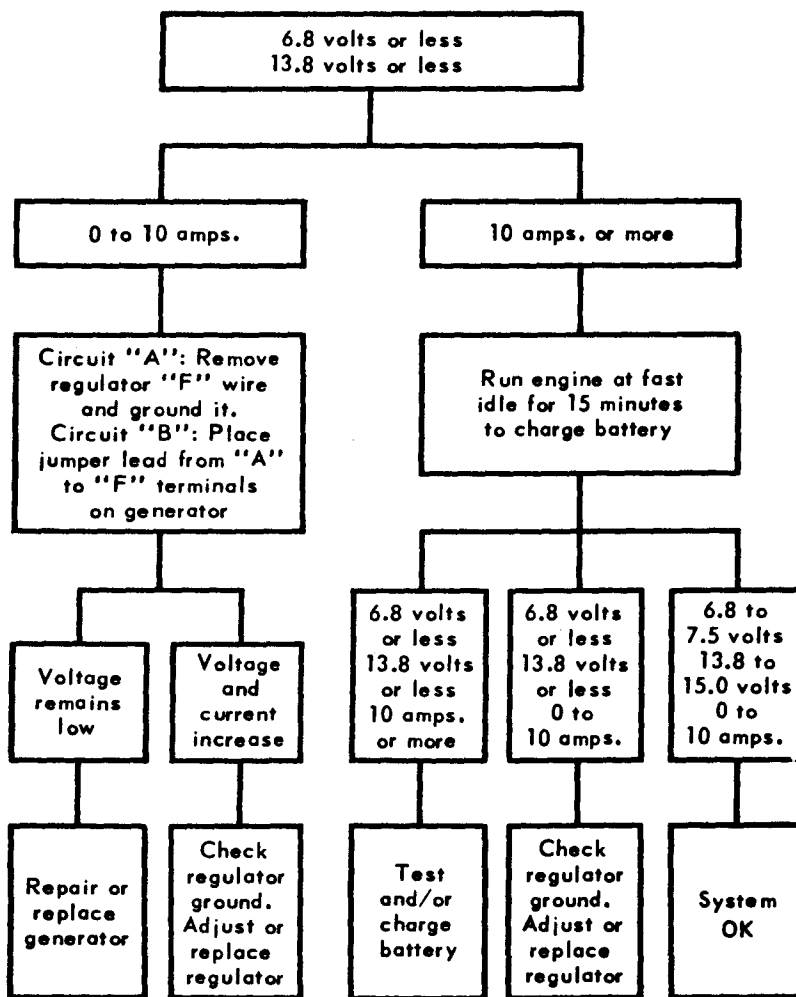 6.8 volts or less
13.8 volts or less
0 to 10 amps.
10 amps. or more
Circuit "A": Remove
regulator "F" wire
and ground it.
Circuit "B": Place
jumper lead from "A"
to "F" terminals
on generator
Run engine at fast
idle for 15 minutes
to charge battery
Voltage
remains
low
Voltage
and
current
increase
6.8 volts
or less
13.8 volts
or less
10 amps.
or more
6.8 volts
or less
13.8 volts
or less
0 to
10 amps.
6.8 to
7.5 volts
13.8 to
15.0 volts
0 to
10 amps.
Repair or
replace
generator
Check
regulator
ground.
Adjust or
replace
regulator
Test
and/or
charge
battery
Check
regulator
ground.
Adjust or
replace
regulator
System
OK